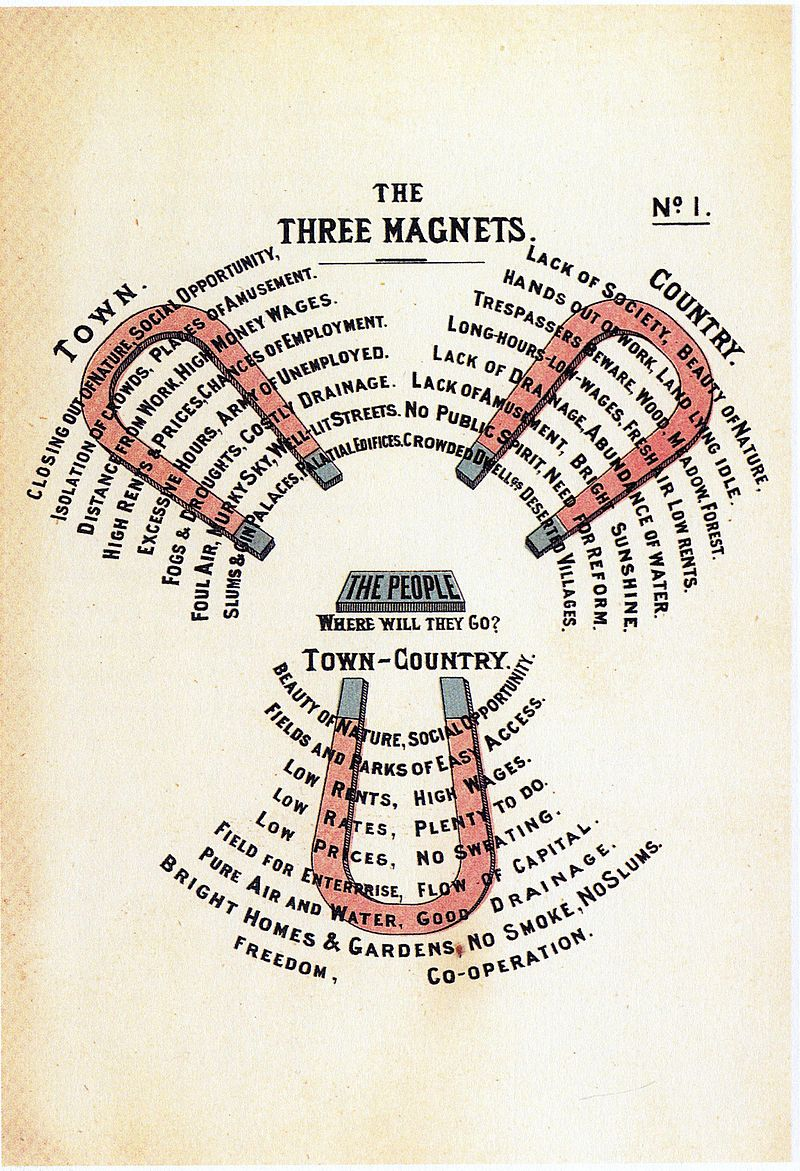 THE
THREE MAGNETS.
Nº 1.
TOWN.
CLOSING OUT OF NATURE. SOCIAL OPPORTUNITY,
ISOLATION OF CROWDS. PLACES OF AMUSEMENT.
DISTANCE FROM WORK. HIGH MONEY WAGES.
HIGH RENTS & PRICES. CHANCES OF EMPLOYMENT.
EXCESSIVE HOURS, ARMY OF UNEMPLOYED.
FOGS & DROUGHTS, COSTLY DRAINAGE.
FOUL AIR, MURKY SKY, WELL-LIT STREETS.
SLUMS & GIN PALACES, PALATIAL EDIFICES.
COUNTRY.
LACK OF SOCIETY, BEAUTY OF NATURE,
HANDS OUT OF WORK, LAND LYING IDLE.
TRESPASSERS BEWARE, WOOD, MEADOW, FOREST.
LONG-HOURS-LOW-WAGES, FRESH AIR LOW RENTS.
LACK OF DRAINAGE, ABUNDANCE OF WATER.
LACK OF AMUSEMENT, BRIGHT SUNSHINE.
NO PUBLIC SPIRIT, NEED FOR REFORM.
CROWDED DWELLGS DESERTED VILLAGES.
THE PEOPLE
WHERE WILL THEY GO?
TOWN-COUNTRY.
BEAUTY OF NATURE, SOCIAL OPPORTUNITY.
FIELDS AND PARKS OF EASY ACCESS.
LOW RENTS, HIGH WAGES.
LOW RATES, PLENTY TO DO.
LOW PRICES, NO SWEATING.
FIELD FOR ENTERPRISE, FLOW OF CAPITAL.
PURE AIR AND WATER, GOOD DRAINAGE.
BRIGHT HOMES & GARDENS, NO SMOKE, NO SLUMS.
FREEDOM, CO-OPERATION.